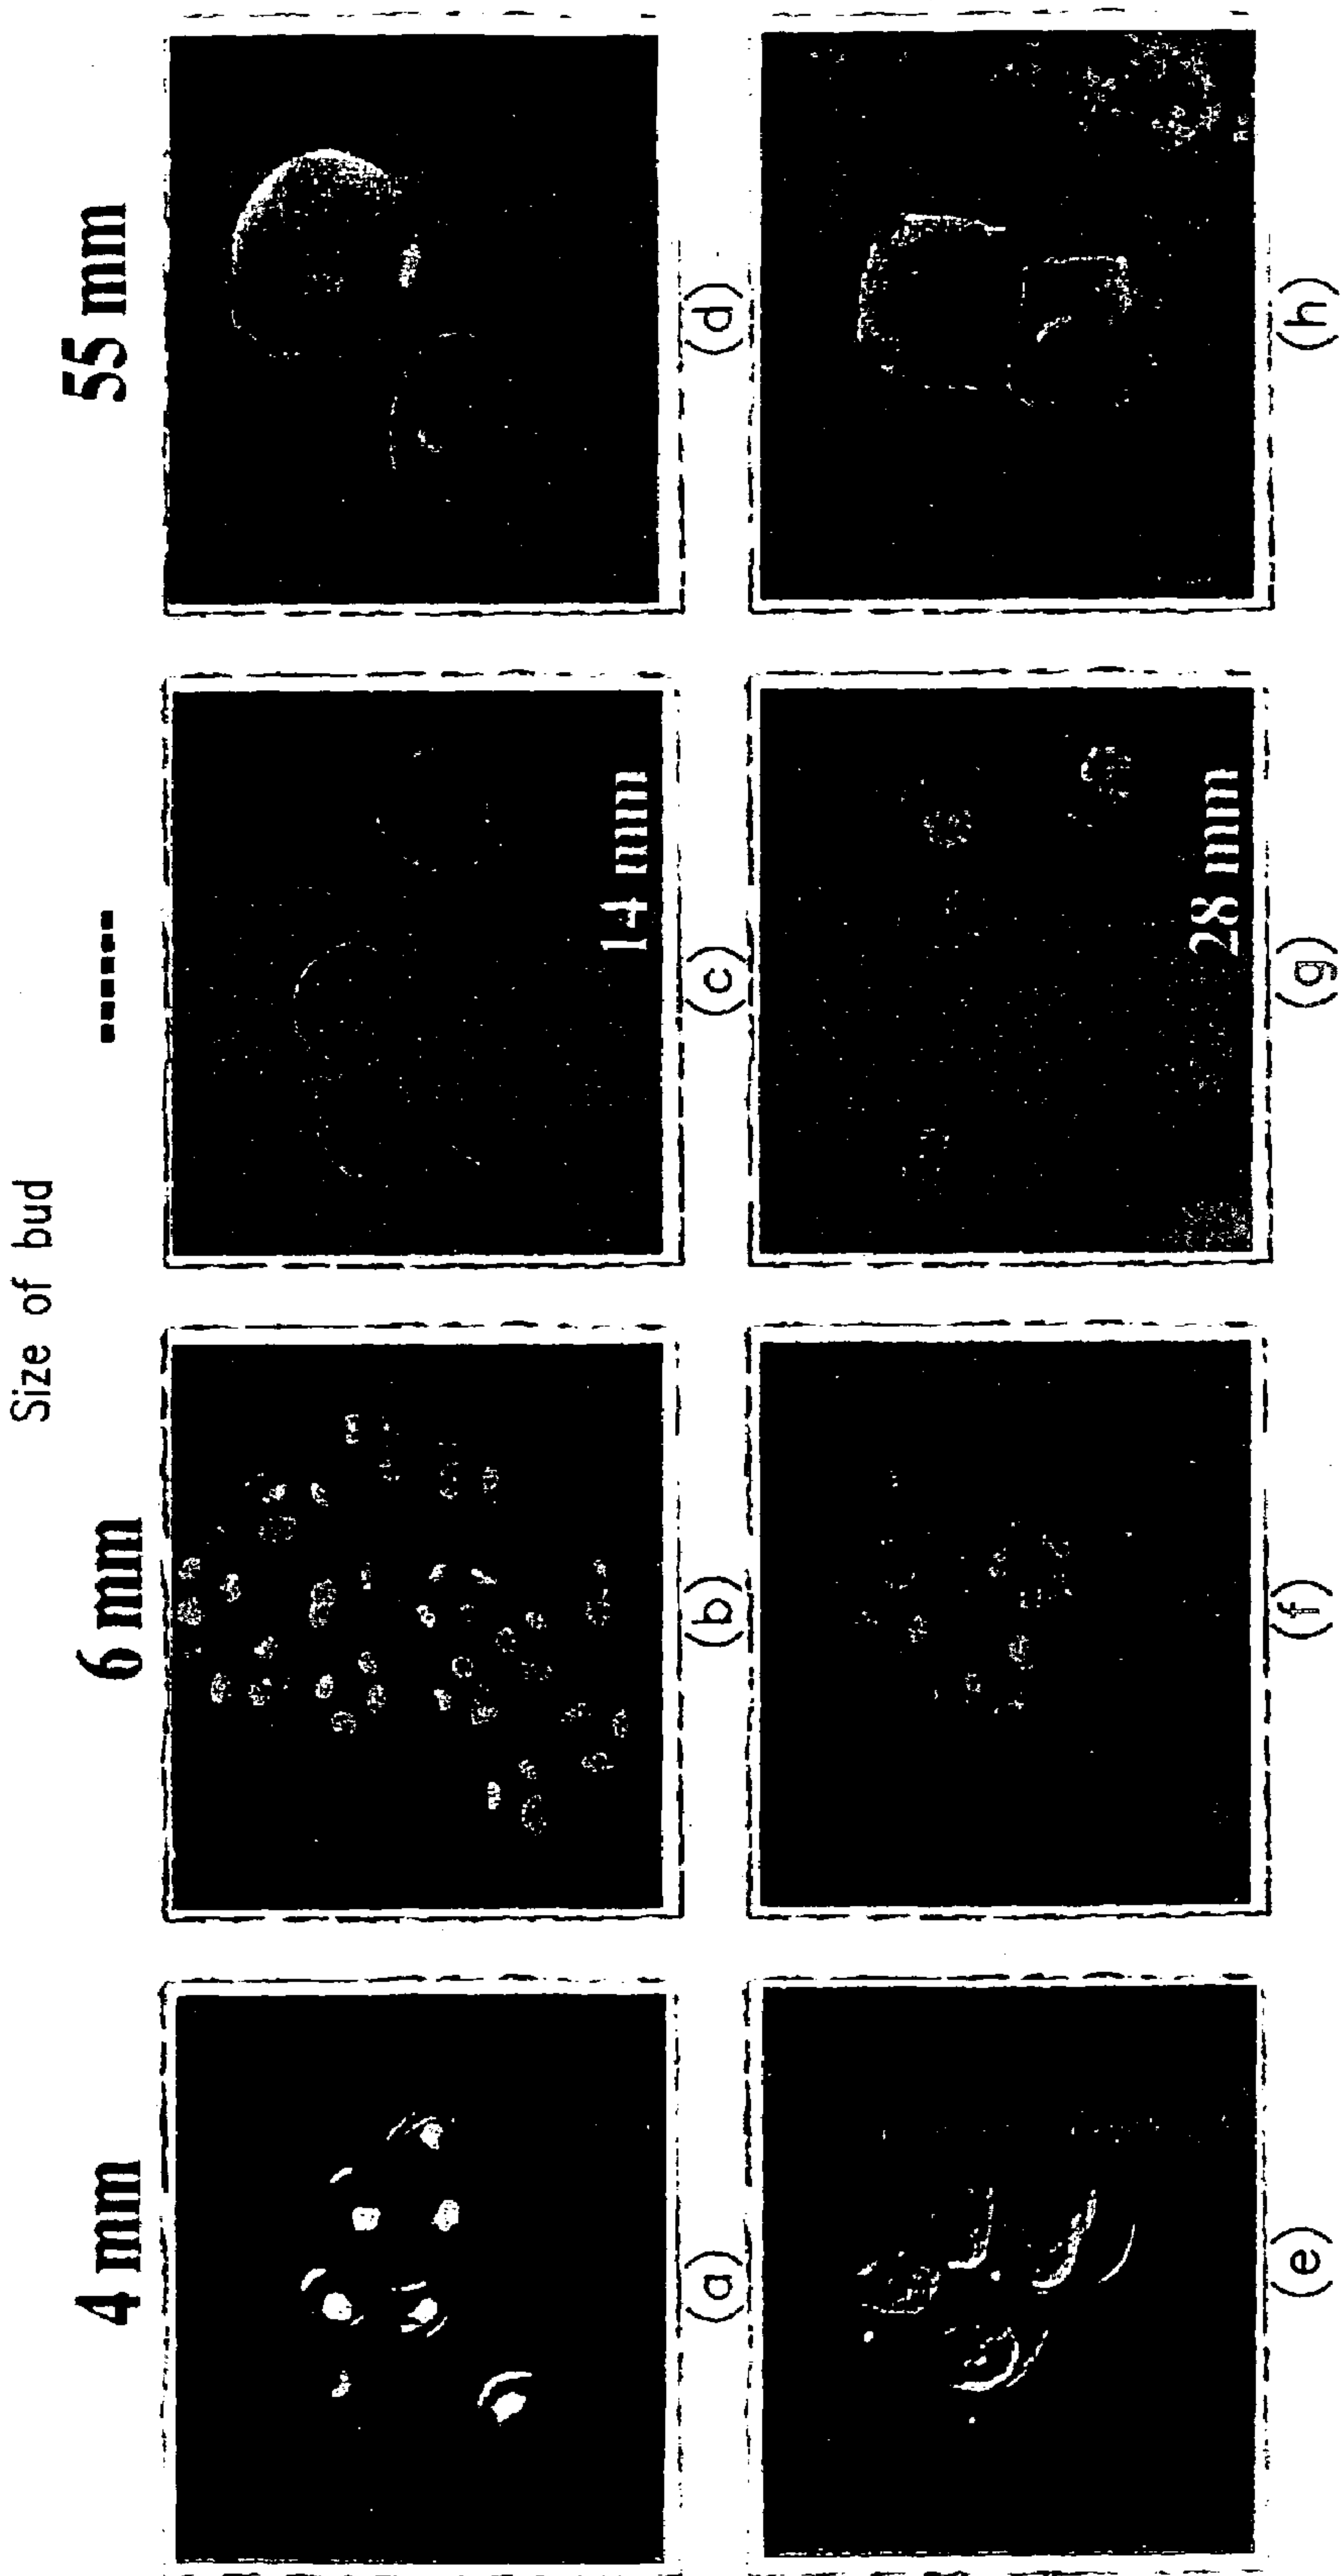 Size of bud
4 mm
6 mm
------
55 mm
14 mm
(a)
(b)
(c)
(d)
28 mm
(e)
(f)
(g)
(h)